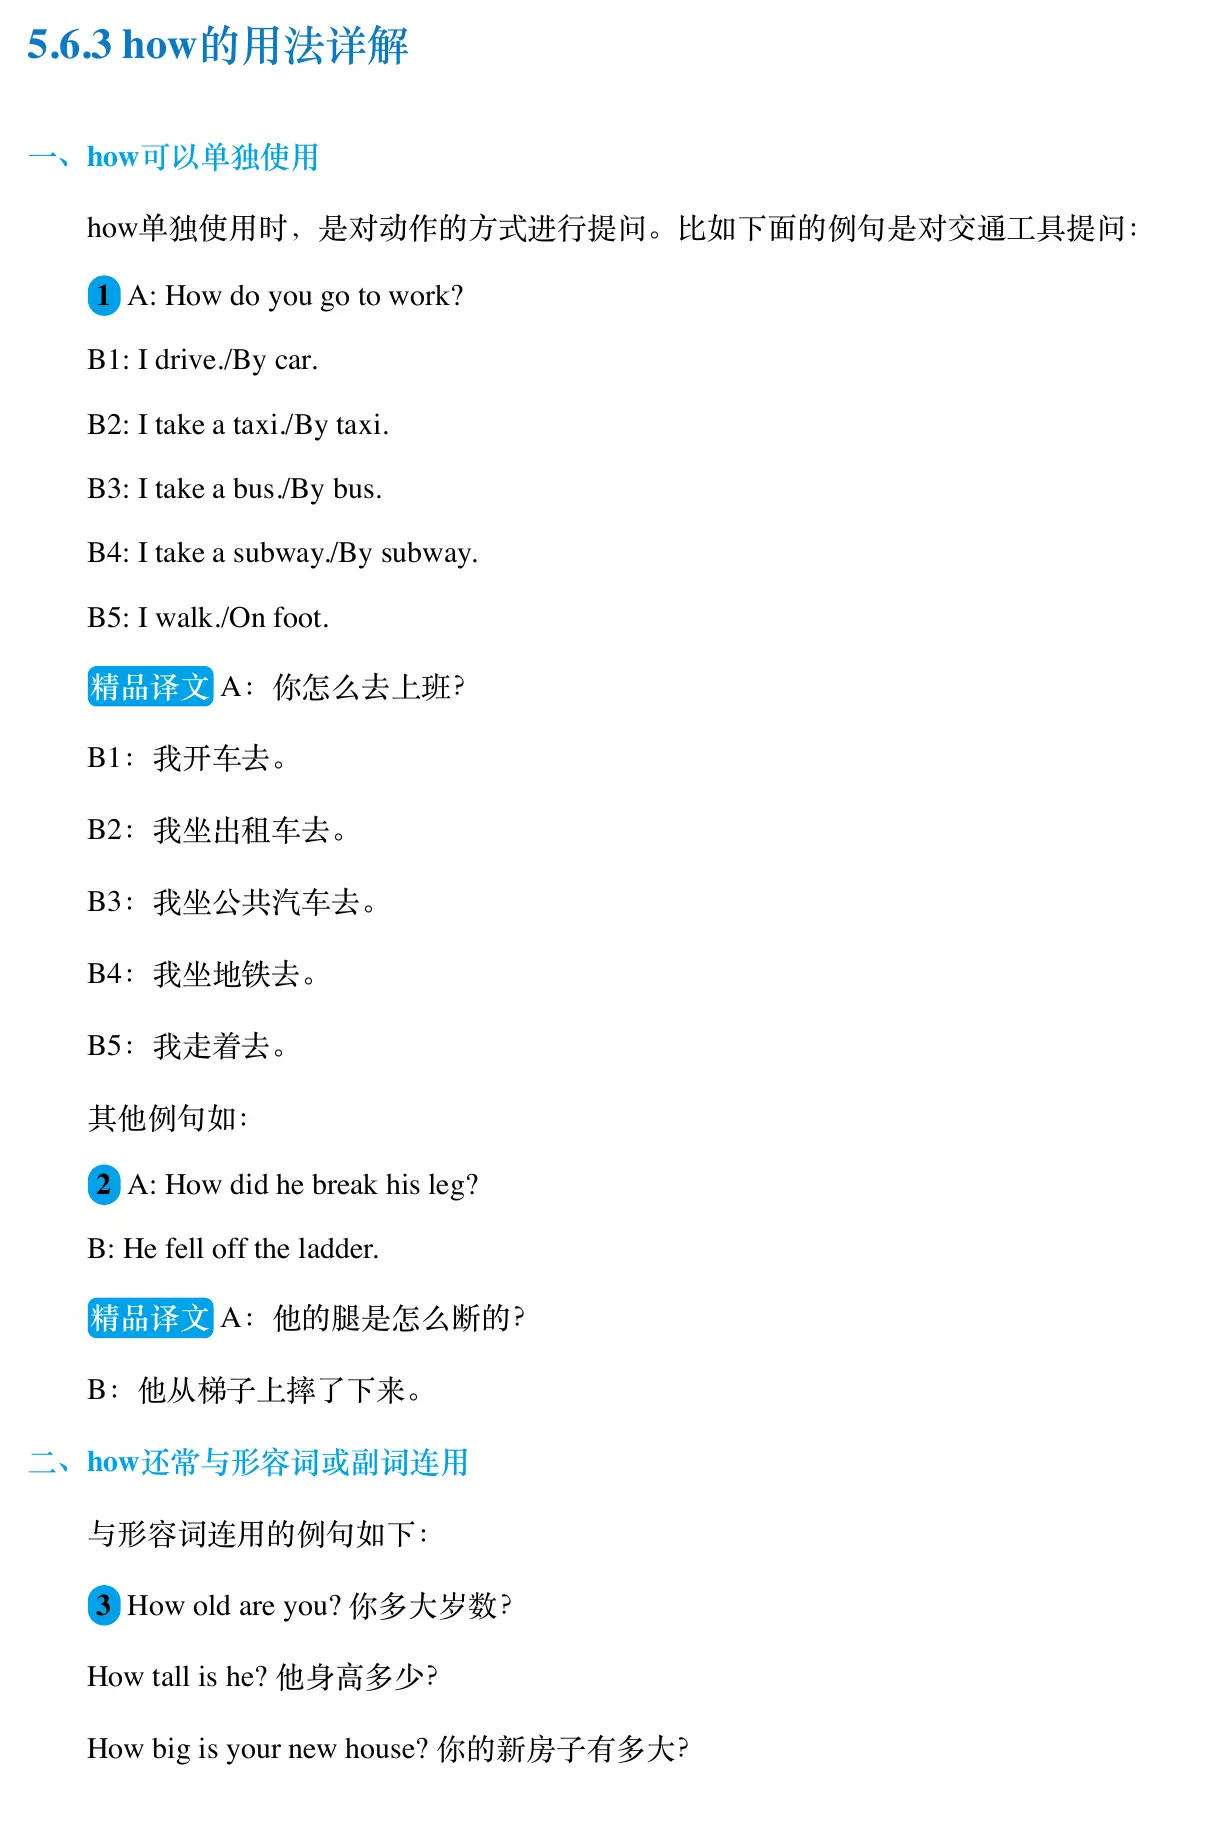 5.6.3 how的用法详解
一、how可以单独使用
how单独使用时，是对动作的方式进行提问。比如下面的例句是对交通工具提问：
1 A: How do you go to work?
B1: I drive./By car.
B2: I take a taxi./By taxi.
B3: I take a bus./By bus.
B4: I take a subway./By subway.
B5: I walk./On foot.
精品译文 A：你怎么去上班？
B1：我开车去。
B2：我坐出租车去。
B3：我坐公共汽车去。
B4：我坐地铁去。
B5：我走着去。
其他例句如：
2 A: How did he break his leg?
B: He fell off the ladder.
精品译文 A：他的腿是怎么断的？
B：他从梯子上摔了下来。
二、how还常与形容词或副词连用
与形容词连用的例句如下：
3 How old are you? 你多大岁数？
How tall is he? 他身高多少？
How big is your new house? 你的新房子有多大？